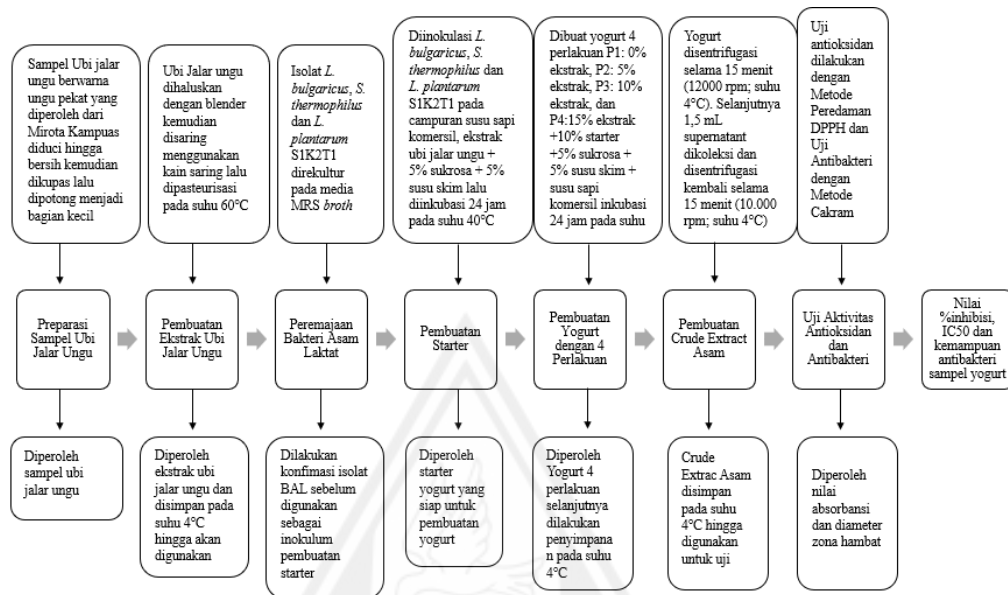 Sampel Ubi jalar
ungu berwarna
ungu pekat yang
diperoleh dari
Mirota Kampuas
diduci hingga
bersih kemudian
dikupas lalu
dipotong menjadi
bagian kecil
Ubi Jalar ungu
dihaluskan
dengan blender
kemudian
disaring
menggunakan
kain saring lalu
dipasteurisasi
pada suhu 60°C
Isolat L.
bulgaricus, S.
thermophilus
dan L.
plantarum
S1K2T1
direkultur
pada media
MRS broth
Diinokulasi L.
bulgaricus, S.
thermophilus dan
L. plantarum
S1K2T1 pada
campuran susu sapi
komersil, ekstrak
ubi jalar ungu +
5% sukrosa + 5%
susu skim lalu
diinkubasi 24 jam
pada suhu 40°C
Dibuat yogurt 4
perlakuan P1: 0%
ekstrak, P2: 5%
ekstrak, P3: 10%
ekstrak, dan
P4:15% ekstrak
+10% starter
+5% sukrosa +
5% susu skim +
susu sapi
komersil inkubasi
24 jam pada suhu
Yogurt
disentrifugasi
selama 15 menit
(12000 rpm; suhu
4°C). Selanjutnya
1,5 mL
supernatant
dikoleksi dan
disentrifugasi
kembali selama
15 menit (10.000
rpm; suhu 4°C)
Uji
antioksidan
dilakukan
dengan
Metode
Peredaman
DPPH dan
Uji
Antibakteri
dengan
Metode
Cakram
Preparasi
Sampel Ubi
Jalar Ungu
Pembuatan
Ekstrak Ubi
Jalar Ungu
Peremajaan
Bakteri Asam
Laktat
Pembuatan
Starter
Pembuatan
Yogurt
dengan 4
Perlakuan
Pembuatan
Crude Extract
Asam
Uji Aktivitas
Antioksidan
dan
Antibakteri
Nilai
%inhibisi,
IC50 dan
kemampuan
antibakteri
sampel yogurt
Diperoleh
sampel ubi
jalar ungu
Diperoleh
ekstrak ubi
jalar ungu dan
disimpan pada
suhu 4°C
hingga akan
digunakan
Dilakukan
konfimasi isolat
BAL sebelum
digunakan
sebagai
inokulum
pembuatan
starter
Diperoleh
starter
yogurt yang
siap untuk
pembuatan
yogurt
Diperoleh
Yogurt 4
perlakuan
selanjutnya
dilakukan
penyimpana
n pada suhu
4°C
Crude
Extrac Asam
disimpan
pada suhu
4°C hingga
digunakan
untuk uji
Diperoleh
nilai
absorbansi
dan diameter
zona hambat